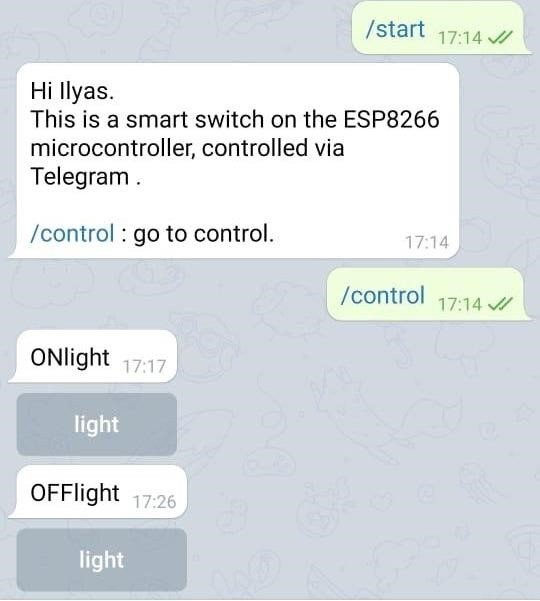 /start 17:14
Hi Ilyas.
This is a smart switch on the ESP8266
microcontroller, controlled via
Telegram .
/control : go to control.
17:14
/control 17:14
ONlight 17:17
light
OFFlight 17:26
light